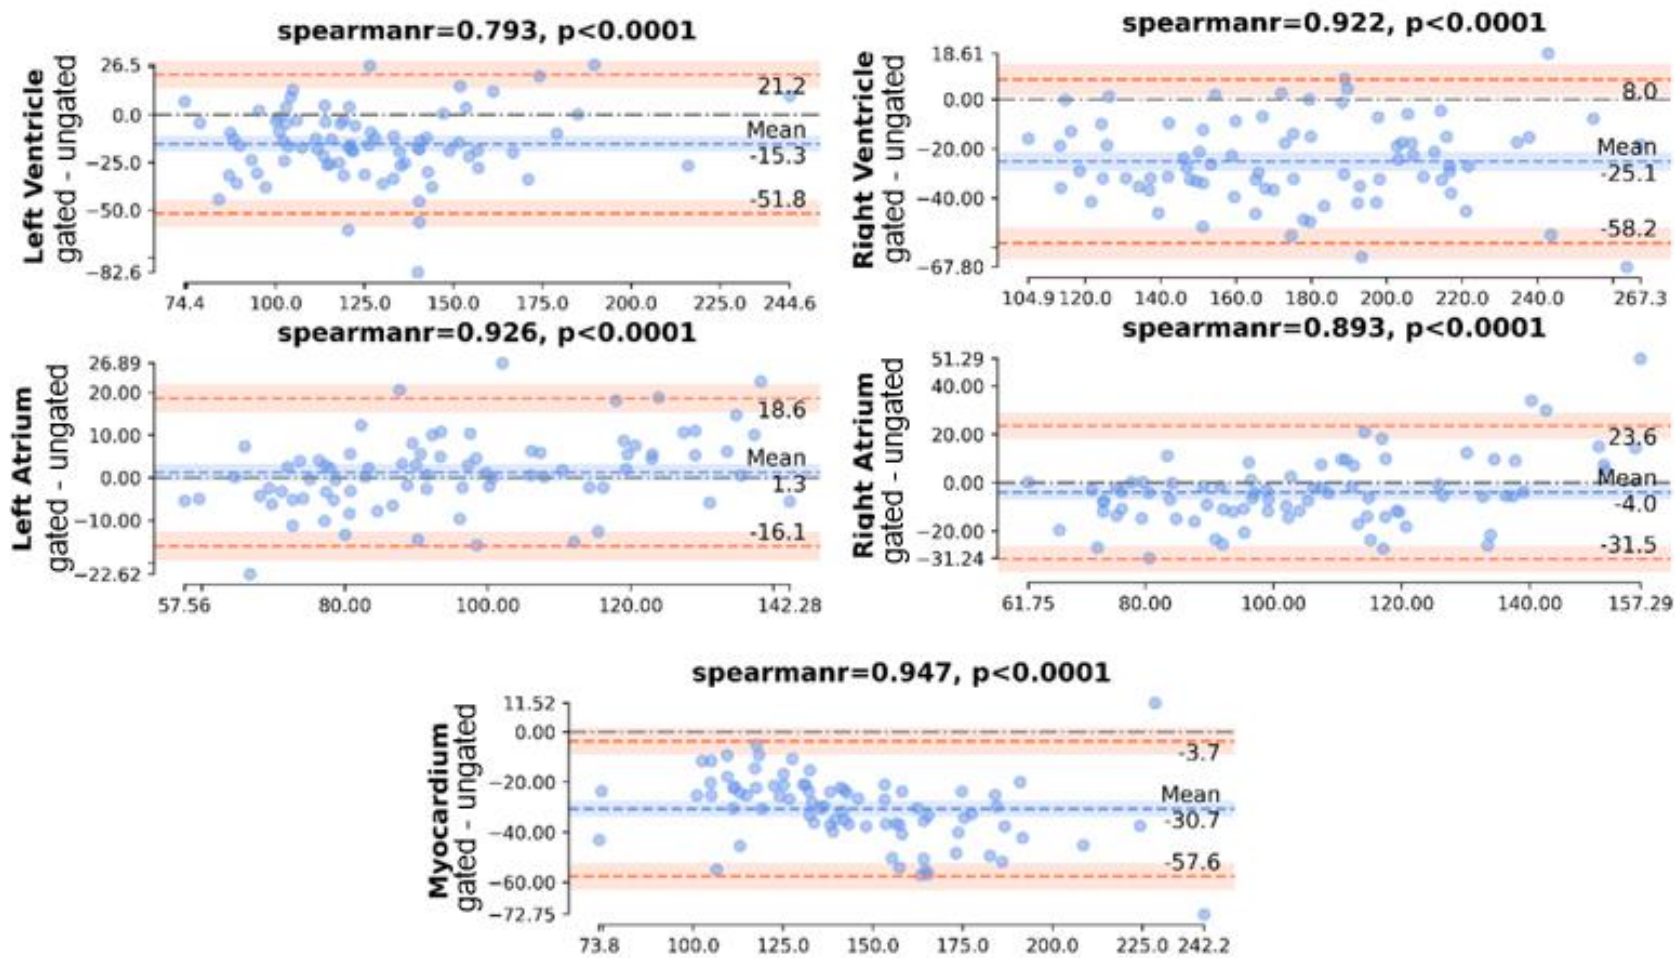 spearmanr=0.793, p<0.0001
Left Ventricle
gated - ungated
26.5
0.0
−25.0
−50.0
−82.6
21.2
Mean
-15.3
-51.8
74.4 100.0 125.0 150.0 175.0 200.0 225.0 244.6
spearmanr=0.922, p<0.0001
Right Ventricle
gated - ungated
18.61
0.00
−20.00
−40.00
−67.80
8.0
Mean
-25.1
-58.2
104.9 120.0 140.0 160.0 180.0 200.0 220.0 240.0 267.3
spearmanr=0.926, p<0.0001
Left Atrium
gated - ungated
26.89
20.00
10.00
0.00
−10.00
−22.62
18.6
Mean
1.3
-16.1
57.56 80.00 100.00 120.00 142.28
spearmanr=0.893, p<0.0001
Right Atrium
gated - ungated
51.29
40.00
20.00
0.00
−20.00
−31.24
23.6
Mean
-4.0
-31.5
61.75 80.00 100.00 120.00 140.00 157.29
spearmanr=0.947, p<0.0001
Myocardium
gated - ungated
11.52
0.00
−20.00
−40.00
−60.00
−72.75
-3.7
Mean
-30.7
-57.6
73.8 100.0 125.0 150.0 175.0 200.0 225.0 242.2